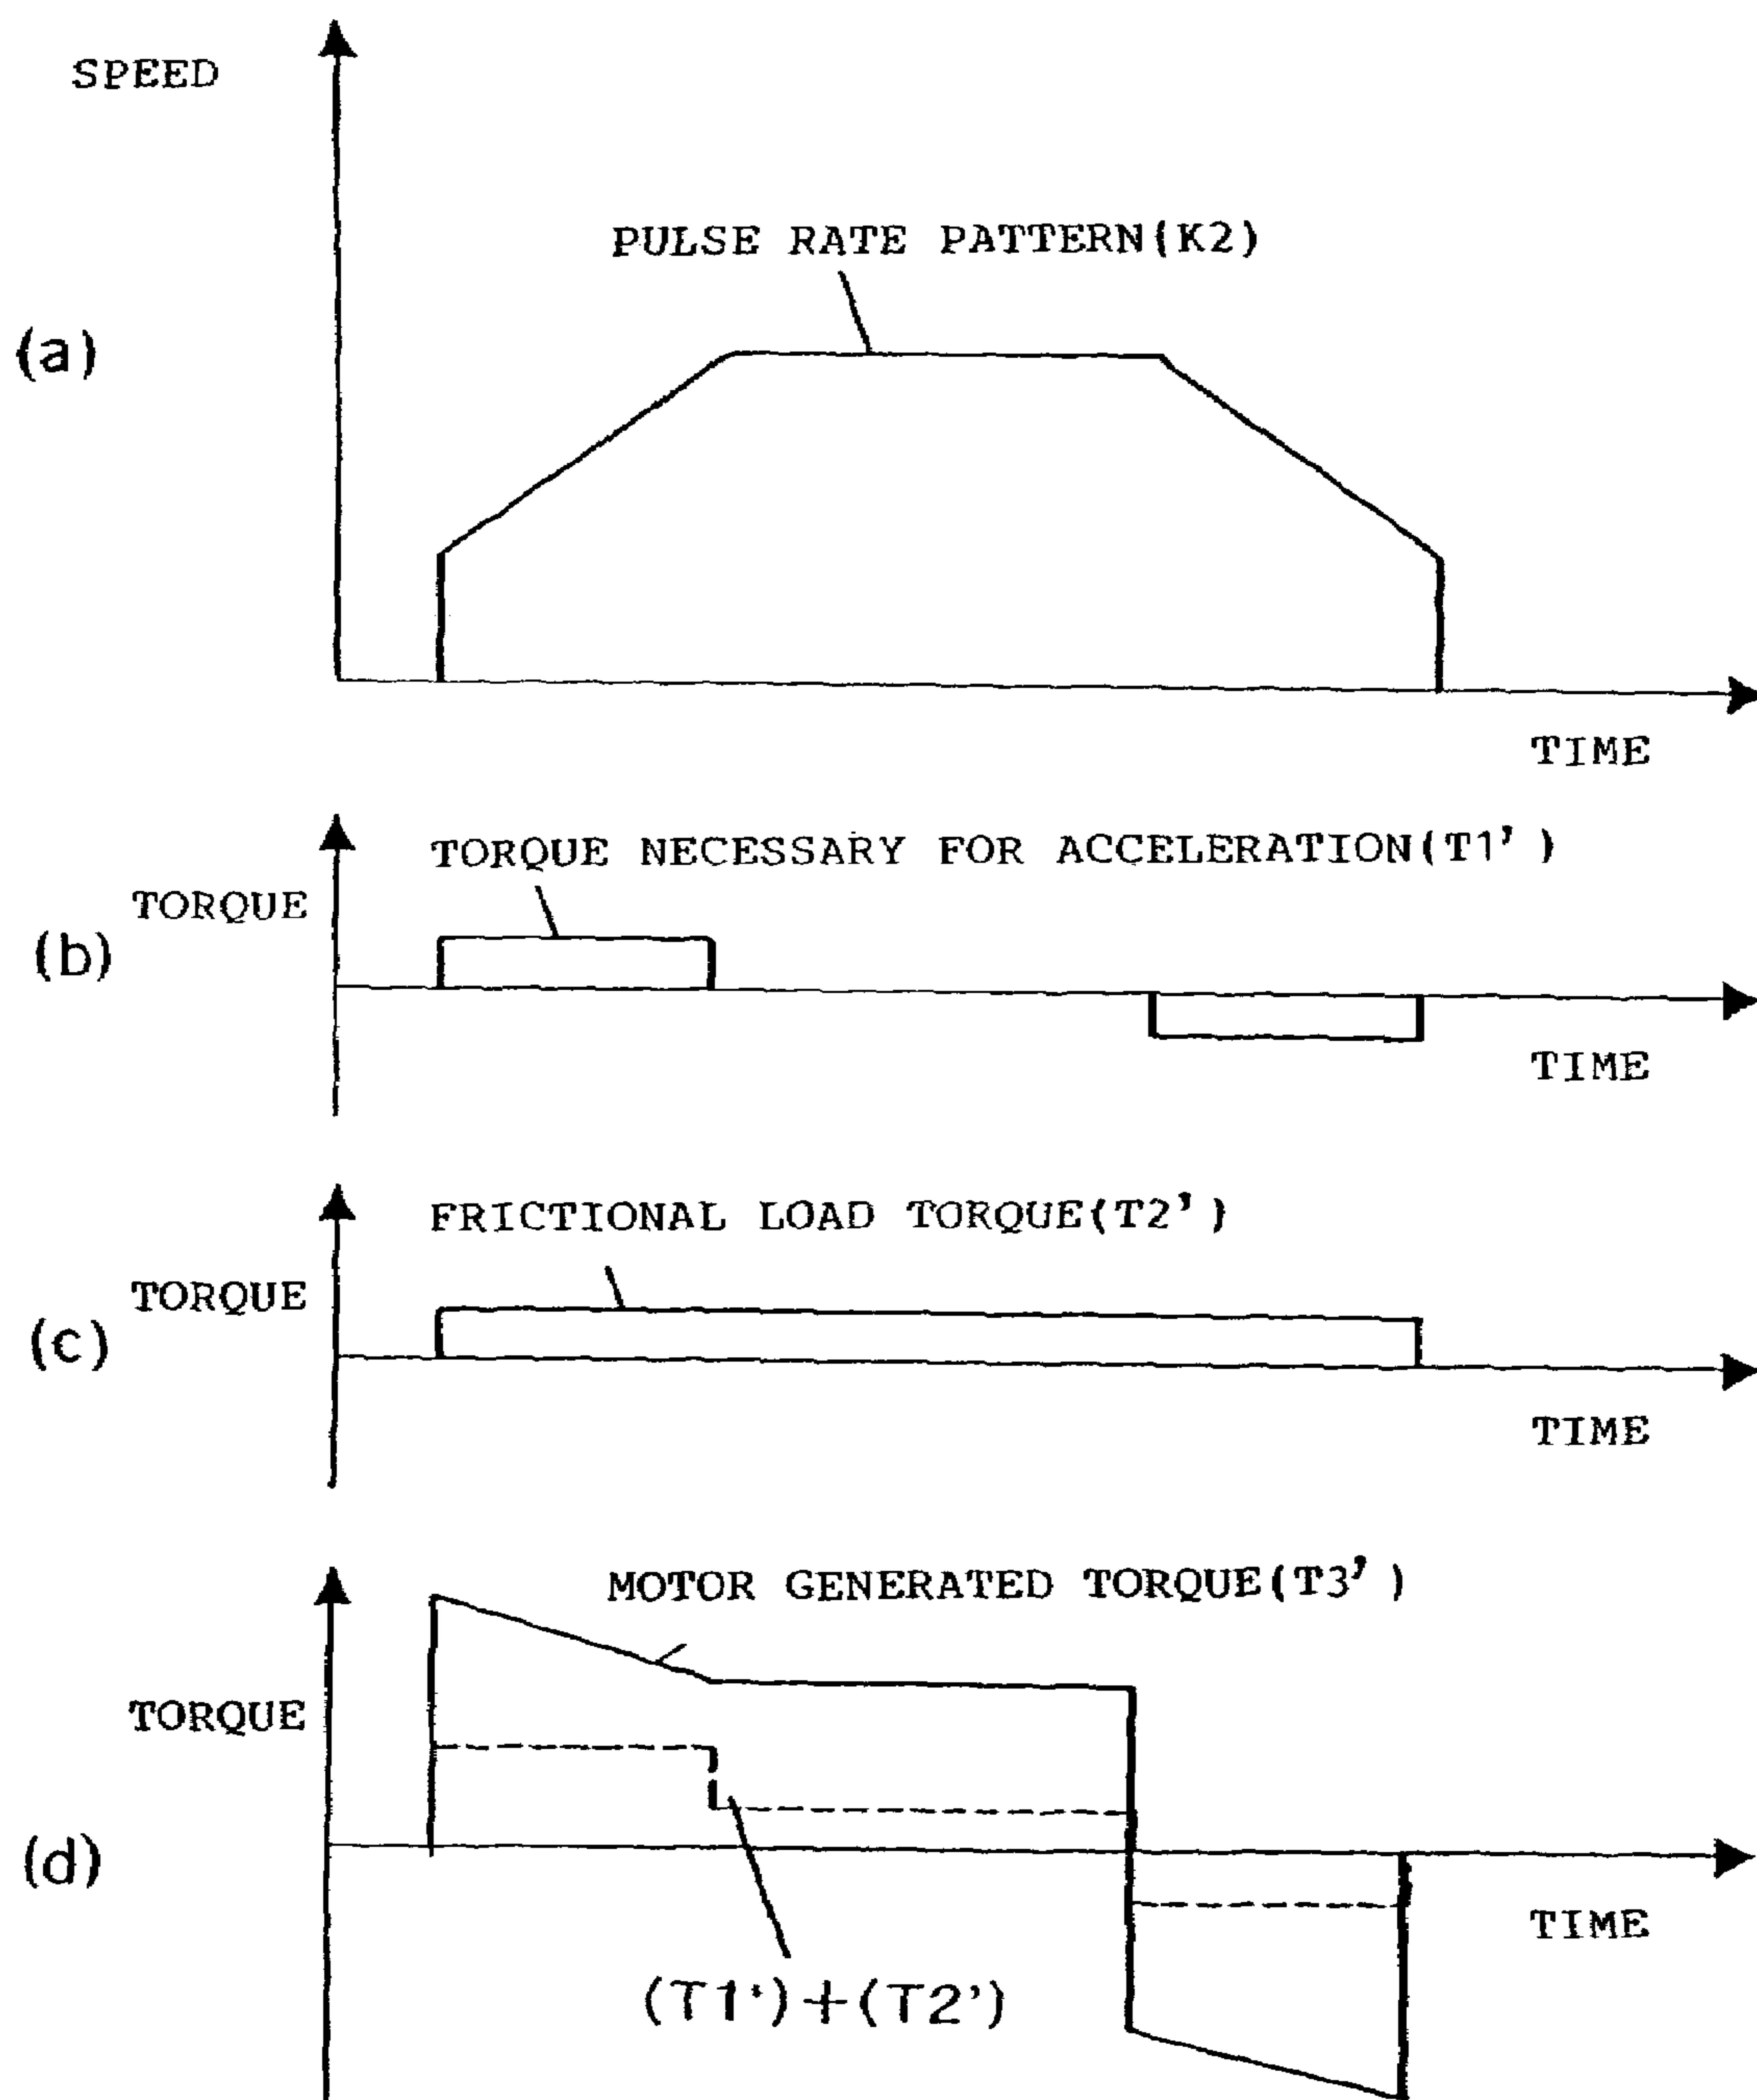 SPEED
PULSE RATE PATTERN(K2)
(a)
TIME
TORQUE NECESSARY FOR ACCELERATION(T1')
TORQUE
(b)
TIME
FRICTIONAL LOAD TORQUE(T2')
TORQUE
(c)
TIME
MOTOR GENERATED TORQUE(T3')
TORQUE
(d)
TIME
(T1')+(T2')